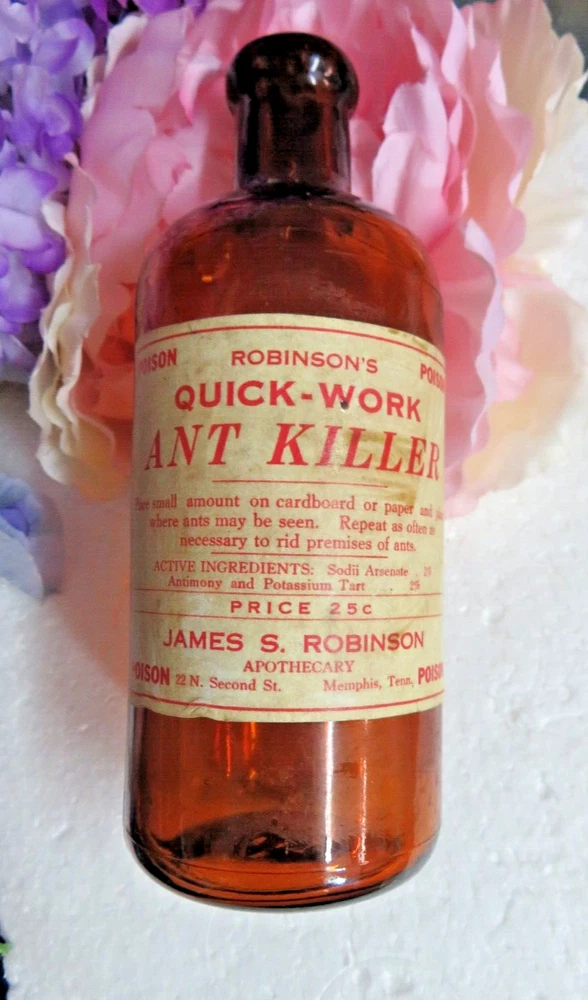 POISON ROBINSON'S POISON
QUICK-WORK
ANT KILLER
small amount on cardboard or paper and
where ants may be seen. Repeat as often as
necessary to rid premises of ants.
ACTIVE INGREDIENTS: Sodii Arsenate . 2%
Antimony and Potassium Tart . . 2%
PRICE 25c
JAMES S. ROBINSON
APOTHECARY
POISON 22 N. Second St. Memphis, Tenn. POISON